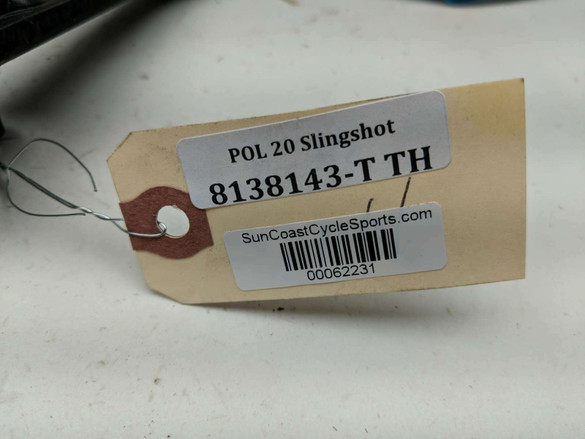 POL 20 Slingshot
8138143-T TH
SunCoastCycleSports.com
00062231